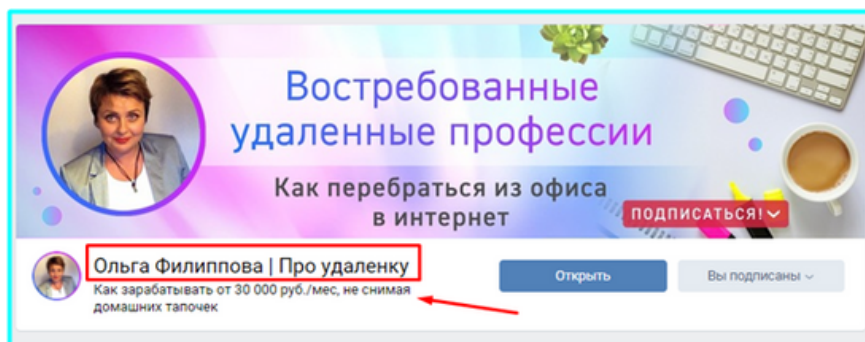 Востребованные
удаленные профессии
Как перебраться из офиса
в интернет
ПОДПИСАТЬСЯ!
Ольга Филиппова | Про удаленку
Как зарабатывать от 30 000 руб./мес, не снимая
домашних тапочек
Открыть
Вы подписаны